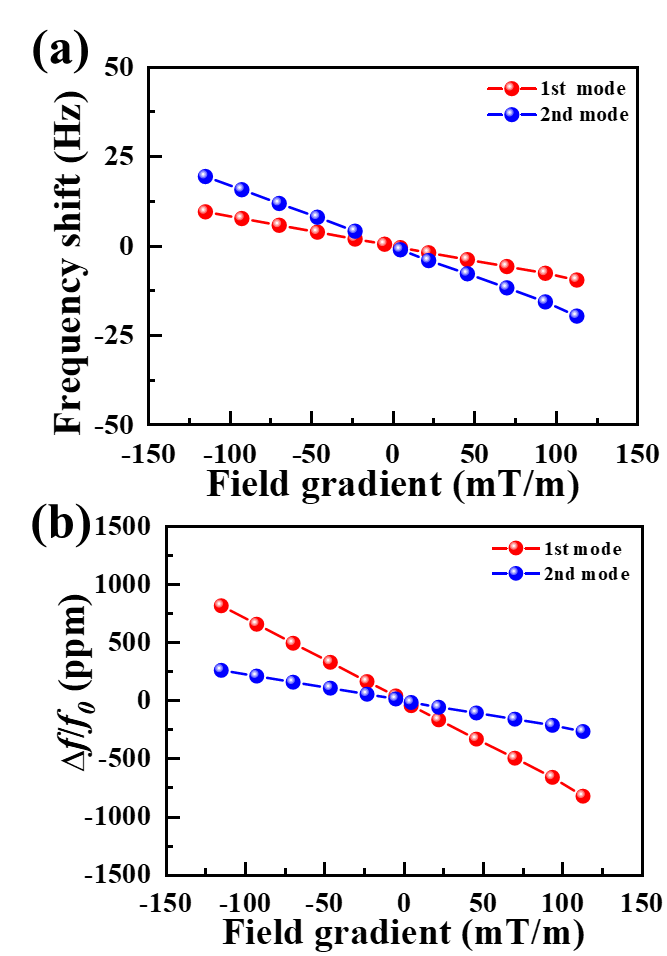 (a)
50
25
0
-25
-50
Frequency shift (Hz)
1st mode
2nd mode
-150 -100 -50 0 50 100 150
Field gradient (mT/m)
(b)
1500
1000
500
0
-500
-1000
-1500
Δf/f0 (ppm)
1st mode
2nd mode
-150 -100 -50 0 50 100 150
Field gradient (mT/m)